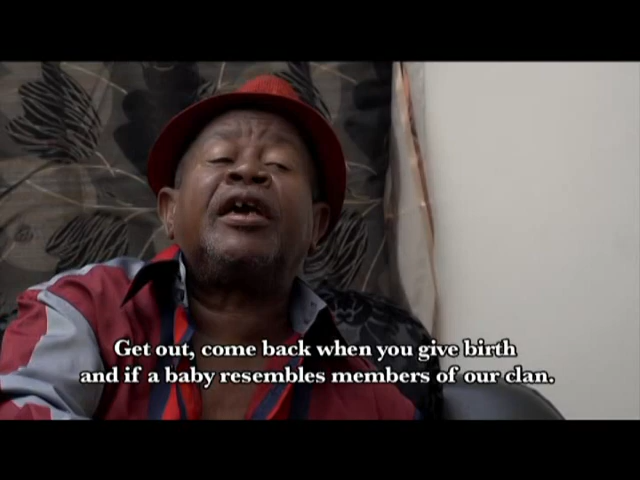 Get out, come back when you give birth
and if a baby resembles members of our clan.